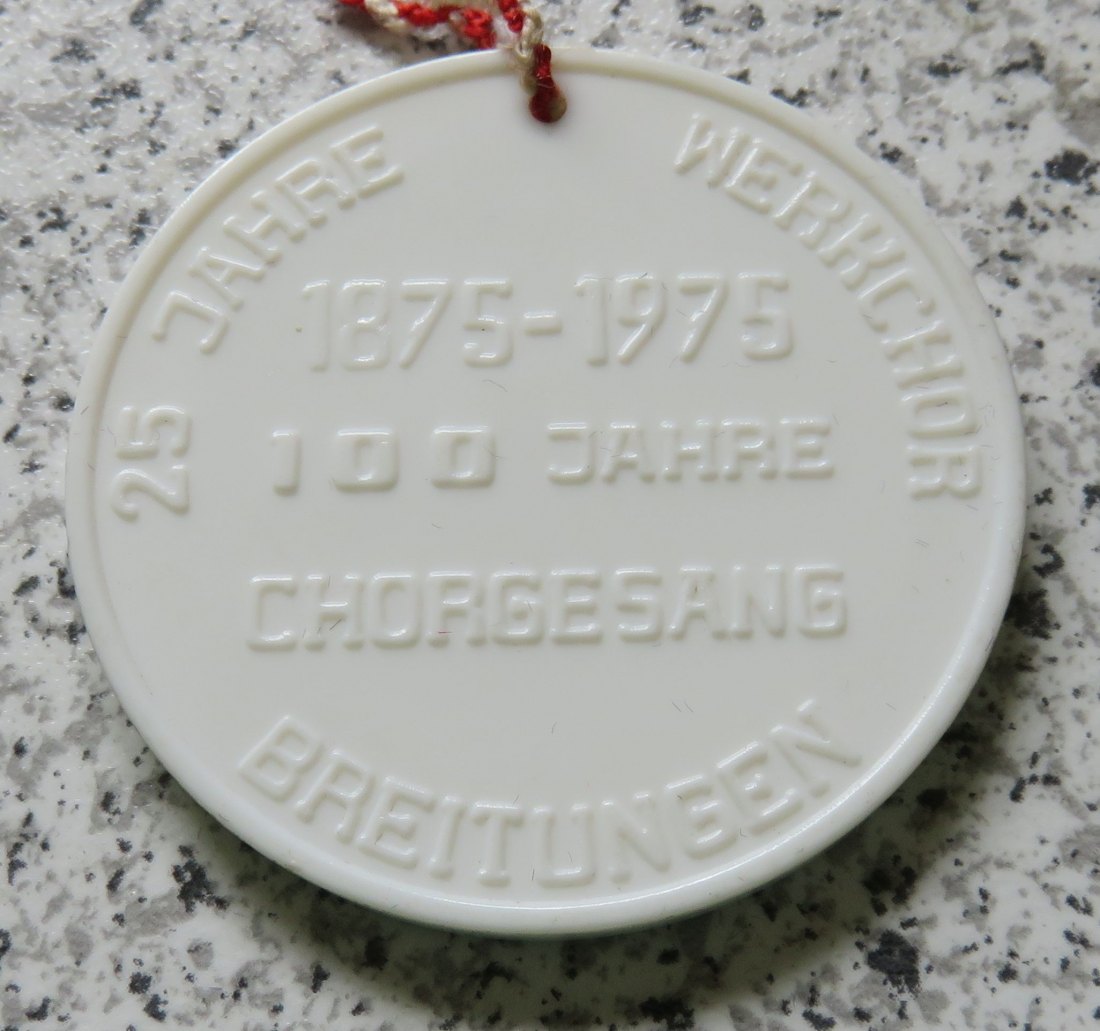 25 JAHRE WERKCHOR
1875-1975
100 JAHRE
CHORGESANG
BREITUNGEN